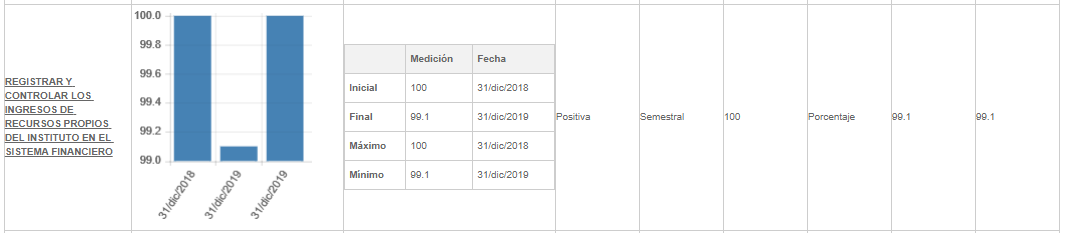 REGISTRAR Y
CONTROLAR LOS
INGRESOS DE
RECURSOS PROPIOS
DEL INSTITUTO EN EL
SISTEMA FINANCIERO
100.0
99.8
99.6
99.4
99.2
99.0
31/dic/2018
31/dic/2019
31/dic/2019
Medición Fecha
Inicial 100 31/dic/2018
Final 99.1 31/dic/2019
Máximo 100 31/dic/2018
Mínimo 99.1 31/dic/2019
Positiva Semestral 100 Porcentaje 99.1 99.1